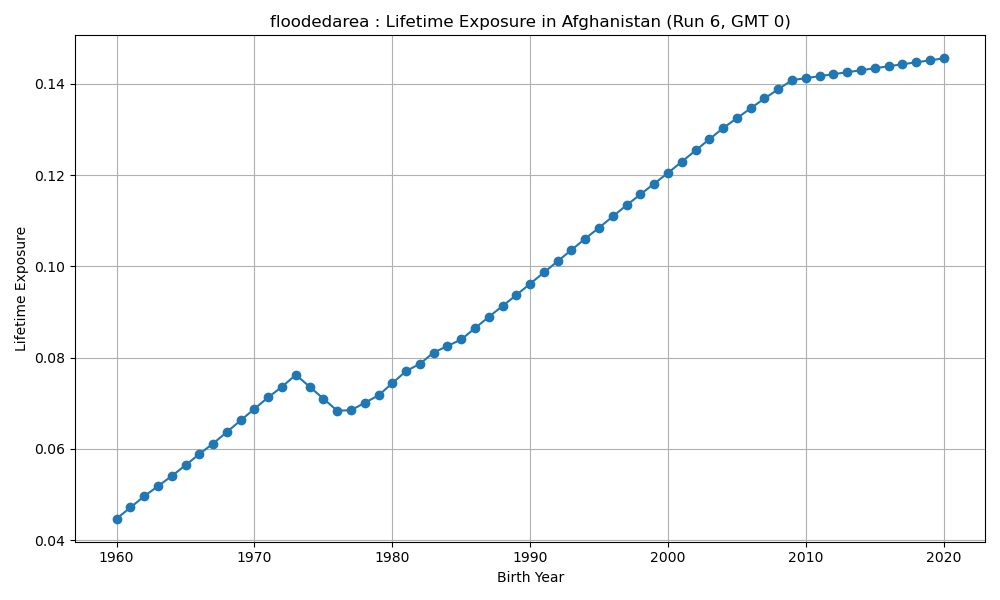 floodedarea : Lifetime Exposure in Afghanistan (Run 6, GMT 0)
Lifetime Exposure
0.14
0.12
0.10
0.08
0.06
0.04
1960 1970 1980 1990 2000 2010 2020
Birth Year